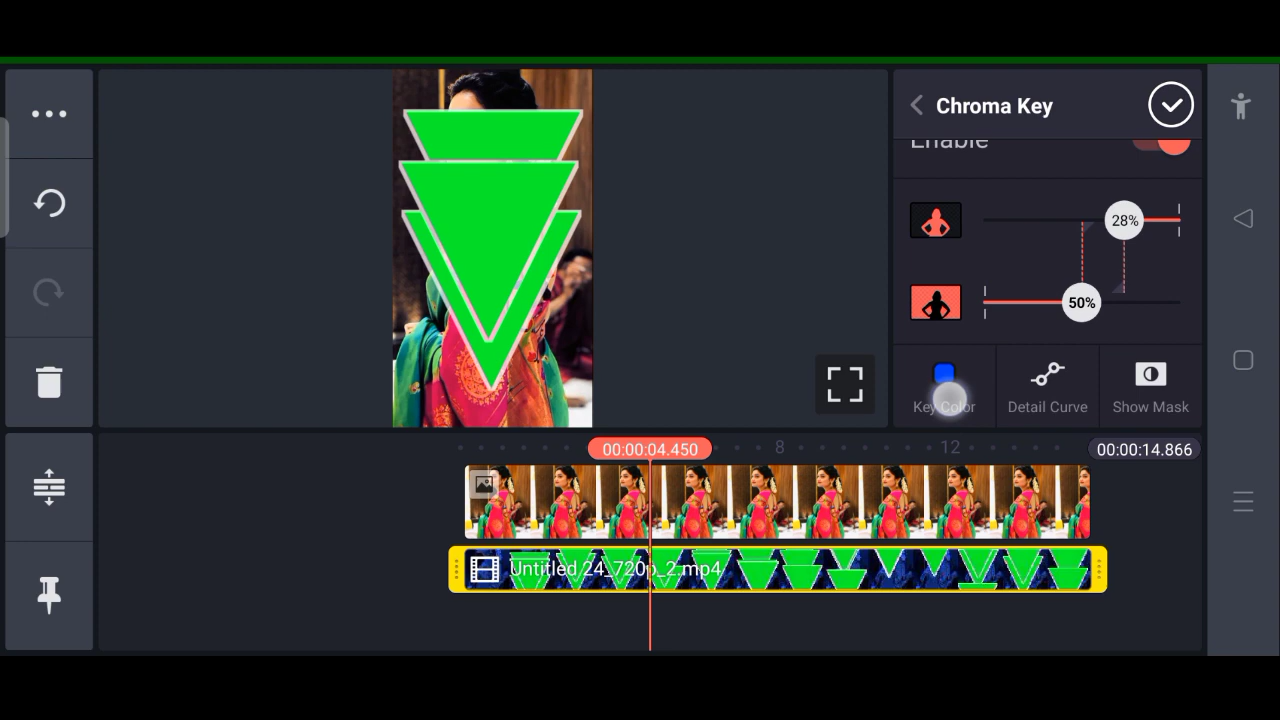 Chroma Key
Enable
28%
50%
Key Color
Detail Curve
Show Mask
00:00:04.450
8
12
00:00:14.866
Untitled 24_720p_2.mp4